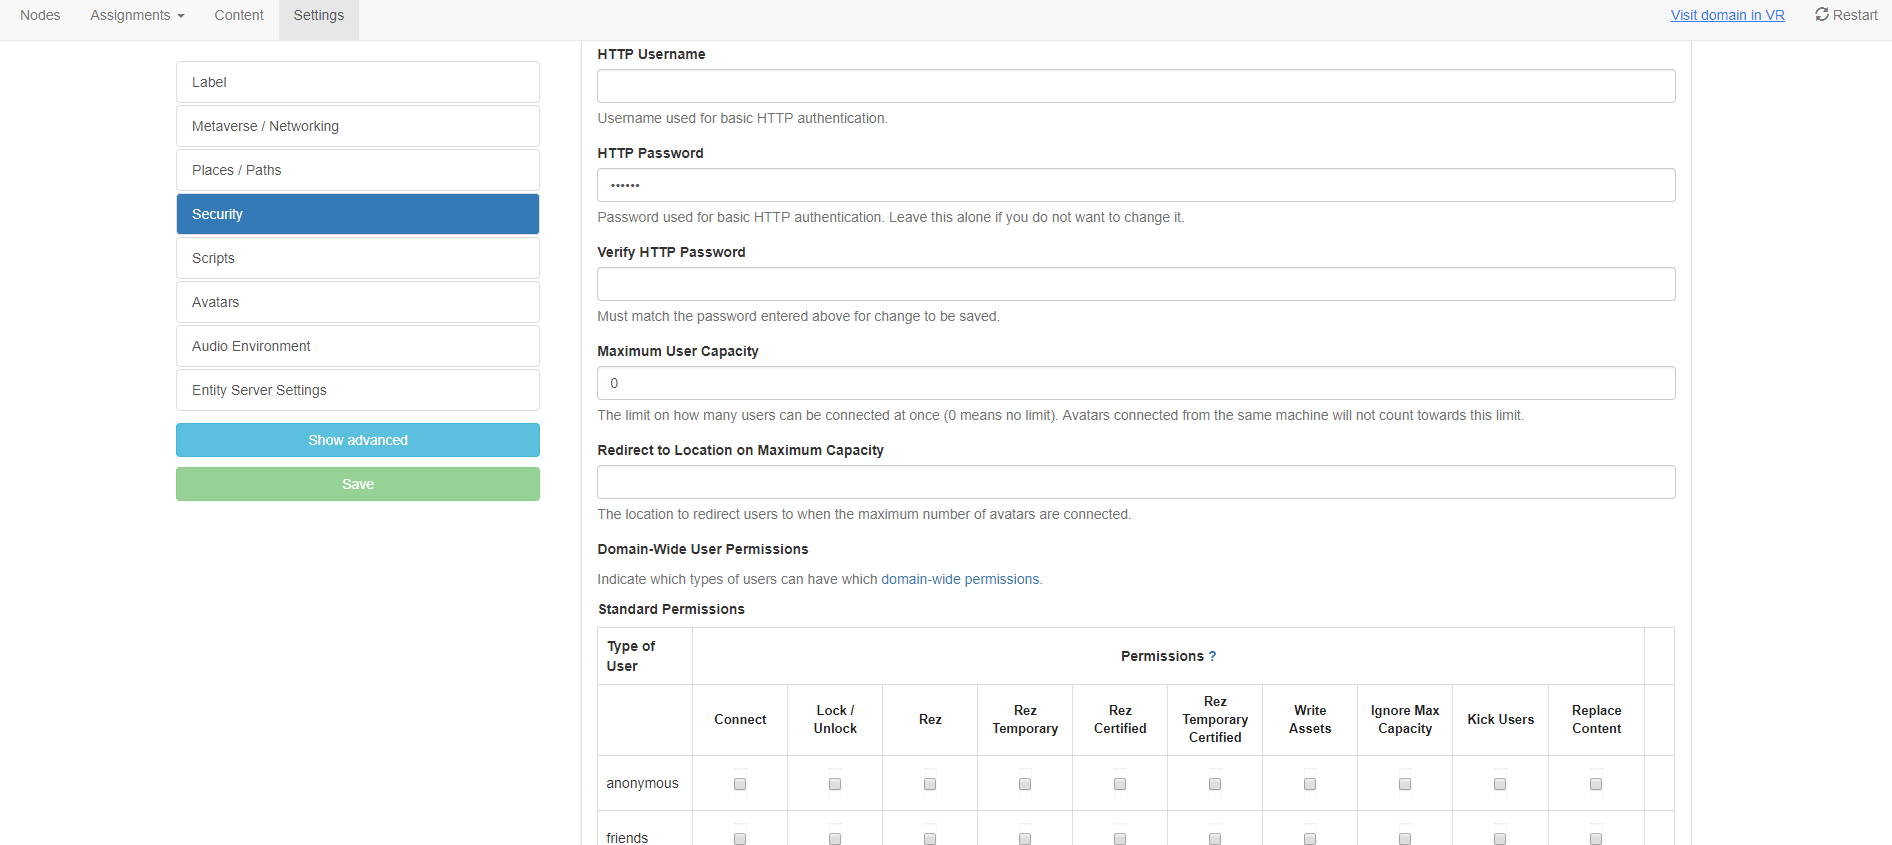 Nodes Assignments Content Settings Visit domain in VR Restart
Label
Metaverse / Networking
Places / Paths
Security
Scripts
Avatars
Audio Environment
Entity Server Settings
Show advanced
Save
HTTP Username
Username used for basic HTTP authentication.
HTTP Password
••••••
Password used for basic HTTP authentication. Leave this alone if you do not want to change it.
Verify HTTP Password
Must match the password entered above for change to be saved.
Maximum User Capacity
0
The limit on how many users can be connected at once (0 means no limit). Avatars connected from the same machine will not count towards this limit.
Redirect to Location on Maximum Capacity
The location to redirect users to when the maximum number of avatars are connected.
Domain-Wide User Permissions
Indicate which types of users can have which domain-wide permissions.
Standard Permissions
Type of
User
Permissions ?
Connect
Lock /
Unlock
Rez
Rez
Temporary
Rez
Certified
Rez
Temporary
Certified
Write
Assets
Ignore Max
Capacity
Kick Users
Replace
Content
anonymous
friends